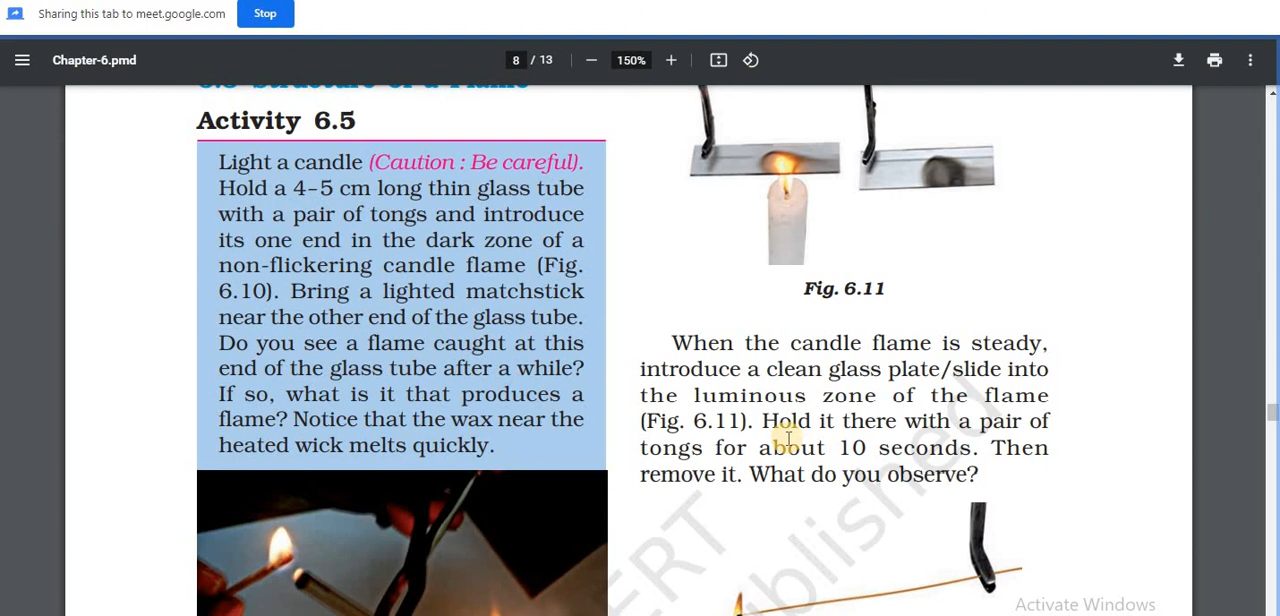 Sharing this tab to meet.google.com
Stop
Chapter-6.pmd
8 / 13
150%
6.5 Structure of a Flame
Activity 6.5
Light a candle (Caution : Be careful).
Hold a 4–5 cm long thin glass tube
with a pair of tongs and introduce
its one end in the dark zone of a
non-flickering candle flame (Fig.
6.10). Bring a lighted matchstick
near the other end of the glass tube.
Do you see a flame caught at this
end of the glass tube after a while?
If so, what is it that produces a
flame? Notice that the wax near the
heated wick melts quickly.
Fig. 6.11
When the candle flame is steady,
introduce a clean glass plate/slide into
the luminous zone of the flame
(Fig. 6.11). Hold it there with a pair of
tongs for about 10 seconds. Then
remove it. What do you observe?
Activate Windows